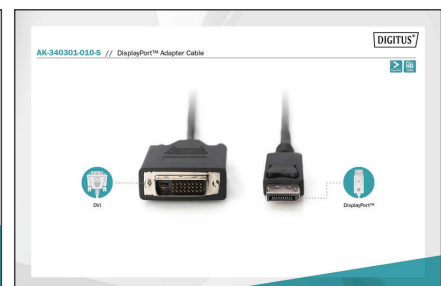 DIGITUS®
AK-340301-010-S // DisplayPort™ Adapter Cable
DVI
DisplayPort™